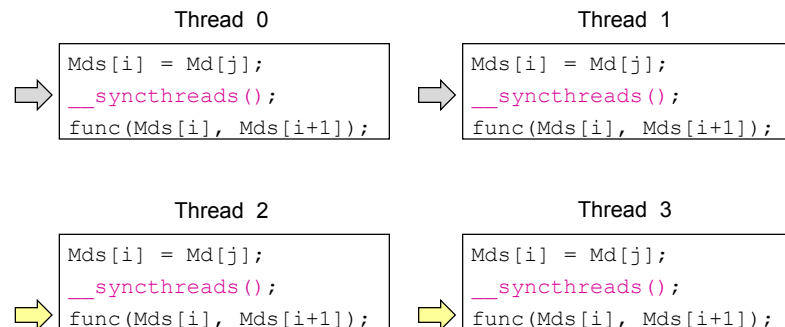 Thread 0
Mds[i] = Md[j];
__syncthreads();
func(Mds[i], Mds[i+1]);
Thread 1
Mds[i] = Md[j];
__syncthreads();
func(Mds[i], Mds[i+1]);
Thread 2
Mds[i] = Md[j];
__syncthreads();
func(Mds[i], Mds[i+1]);
Thread 3
Mds[i] = Md[j];
__syncthreads();
func(Mds[i], Mds[i+1]);